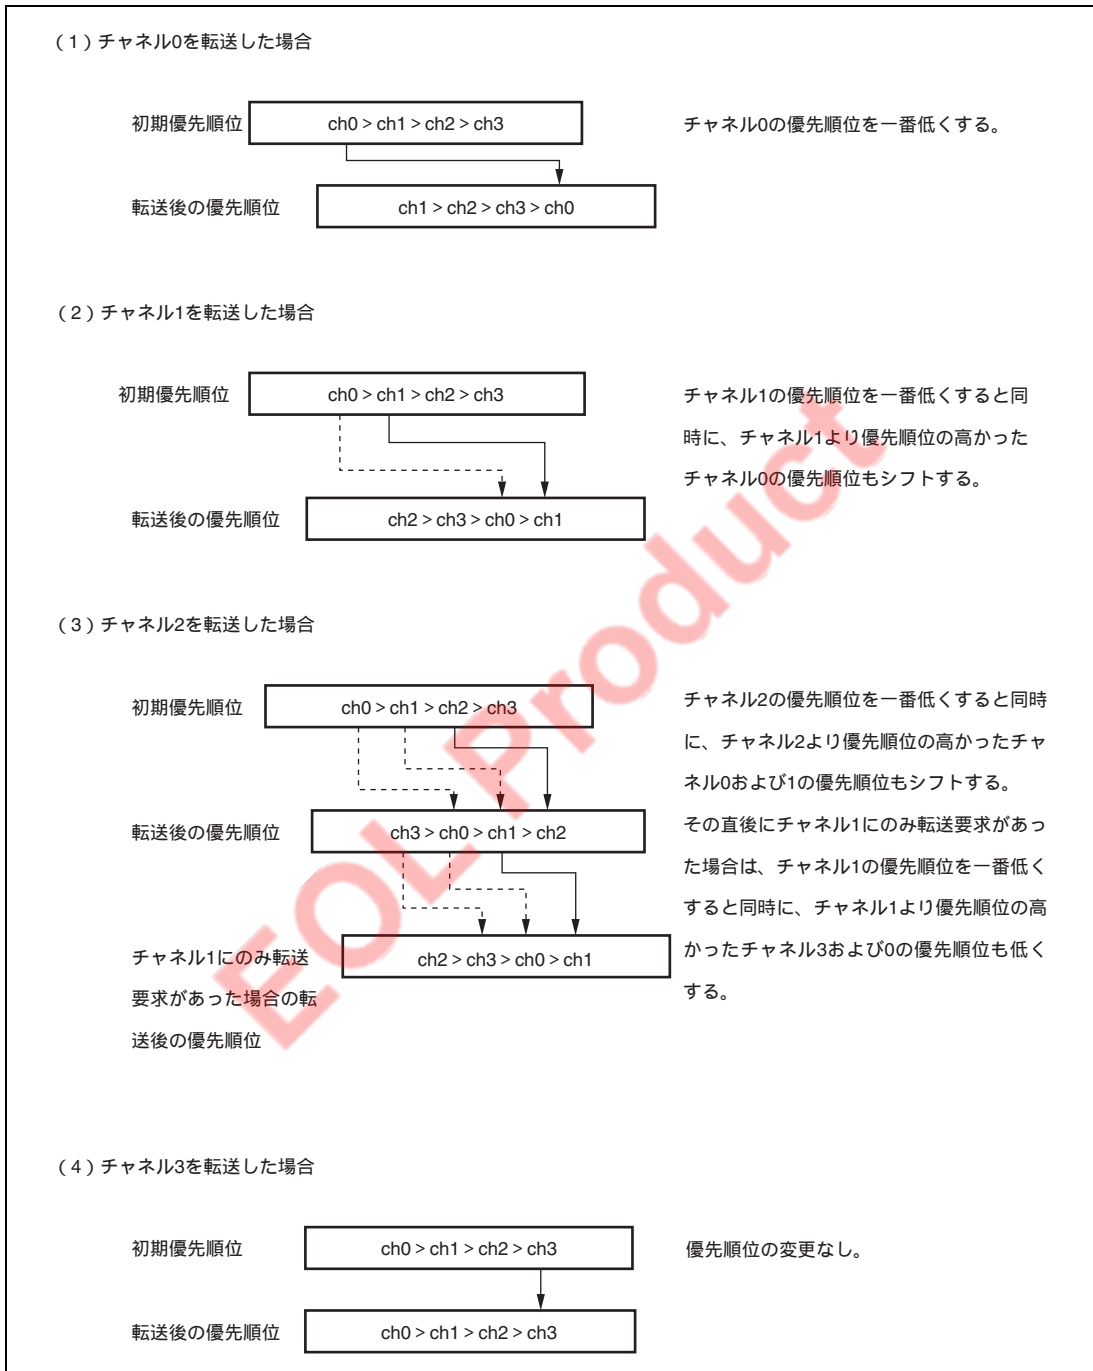 (1)チャネル0を転送した場合
初期優先順位
ch0 > ch1 > ch2 > ch3
チャネル0の優先順位を一番低くする。
転送後の優先順位
ch1 > ch2 > ch3 > ch0
(2)チャネル1を転送した場合
初期優先順位
ch0 > ch1 > ch2 > ch3
チャネル1の優先順位を一番低くすると同
時に、チャネル1より優先順位の高かった
チャネル0の優先順位もシフトする。
転送後の優先順位
ch2 > ch3 > ch0 > ch1
(3)チャネル2を転送した場合
初期優先順位
ch0 > ch1 > ch2 > ch3
チャネル2の優先順位を一番低くすると同時
に、チャネル2より優先順位の高かったチャ
ネル0および1の優先順位もシフトする。
転送後の優先順位
ch3 > ch0 > ch1 > ch2
その直後にチャネル1にのみ転送要求があっ
た場合は、チャネル1の優先順位を一番低く
すると同時に、チャネル1より優先順位の高
かったチャネル3および0の優先順位も低く
する。
チャネル1にのみ転送
要求があった場合の転
送後の優先順位
ch2 > ch3 > ch0 > ch1
(4)チャネル3を転送した場合
初期優先順位
ch0 > ch1 > ch2 > ch3
優先順位の変更なし。
転送後の優先順位
ch0 > ch1 > ch2 > ch3
EOL Product